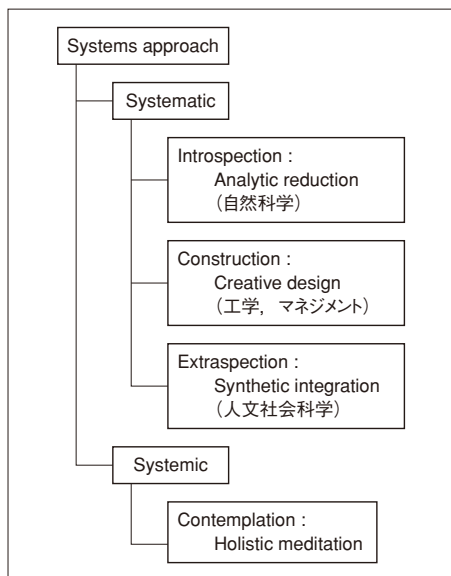 Systems approach
Systematic
Introspection :
Analytic reduction
（自然科学）
Construction :
Creative design
（工学， マネジメント）
Extraspection :
Synthetic integration
（人文社会科学）
Systemic
Contemplation :
Holistic meditation